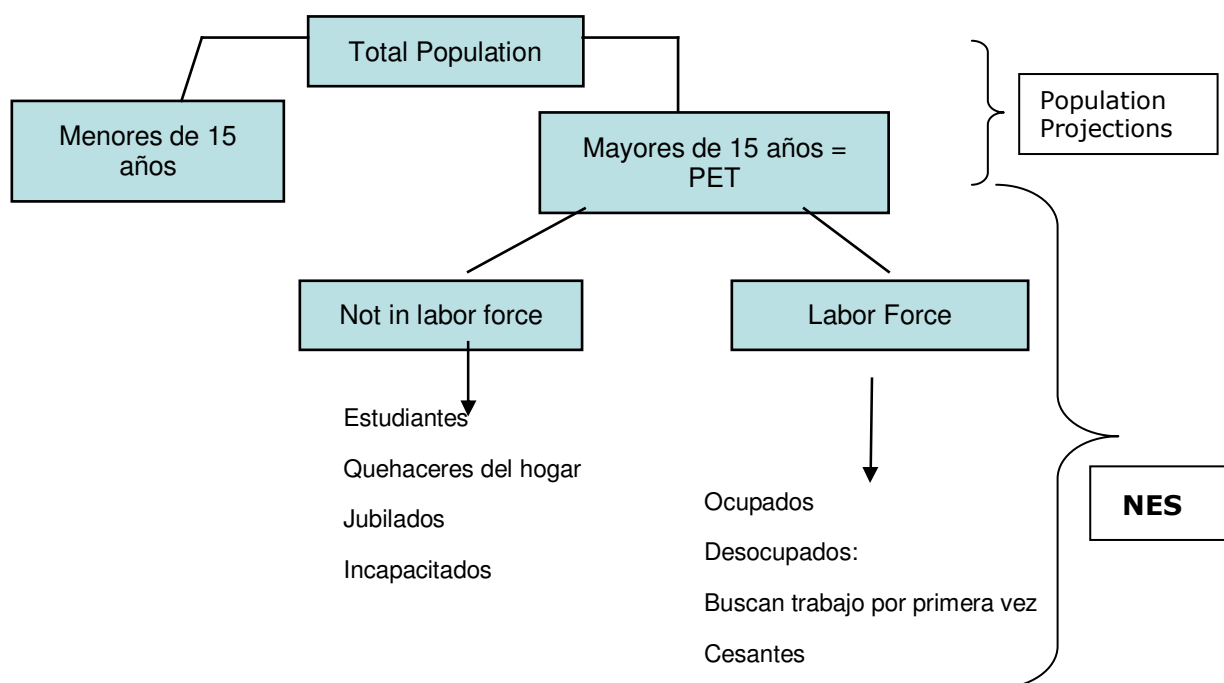 Total Population
Menores de 15
años
Mayores de 15 años =
PET
Population
Projections
Not in labor force
Labor Force
Estudiantes
Quehaceres del hogar
Jubilados
Incapacitados
Ocupados
Desocupados:
Buscan trabajo por primera vez
Cesantes
NES